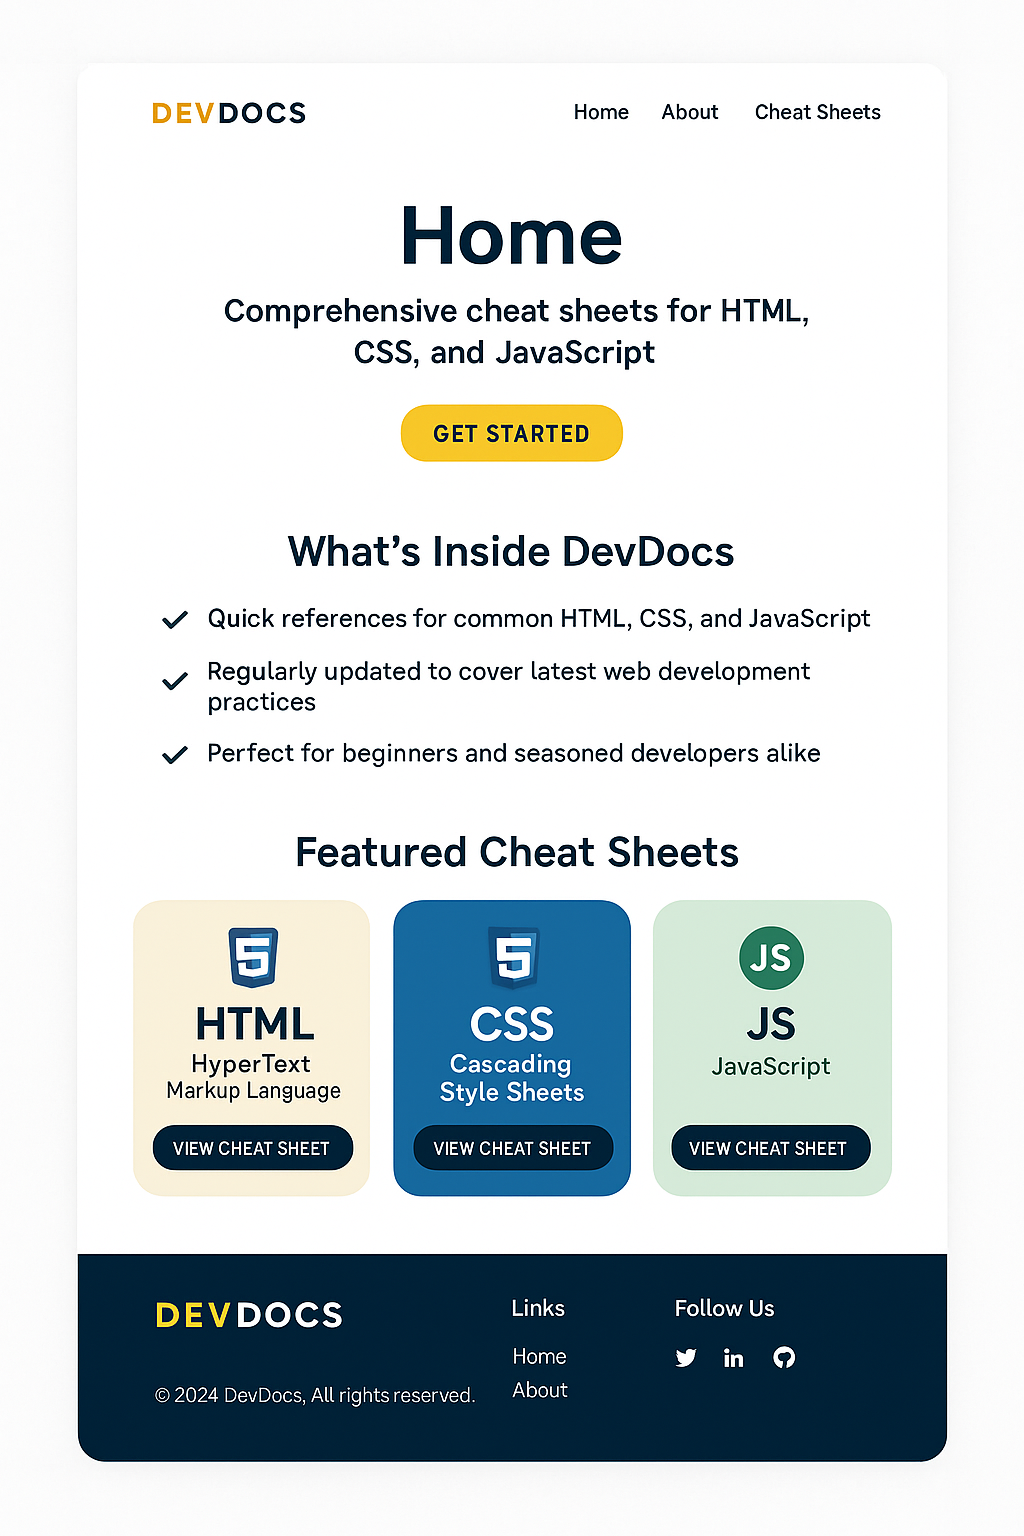 DEVDOCS
Home About Cheat Sheets
Home
Comprehensive cheat sheets for HTML,
CSS, and JavaScript
GET STARTED
What's Inside DevDocs
Quick references for common HTML, CSS, and JavaScript
Regularly updated to cover latest web development
practices
Perfect for beginners and seasoned developers alike
Featured Cheat Sheets
5
HTML
HyperText
Markup Language
VIEW CHEAT SHEET
5
CSS
Cascading
Style Sheets
VIEW CHEAT SHEET
JS
JS
JavaScript
VIEW CHEAT SHEET
DEVDOCS
© 2024 DevDocs, All rights reserved.
Links
Home
About
Follow Us
in